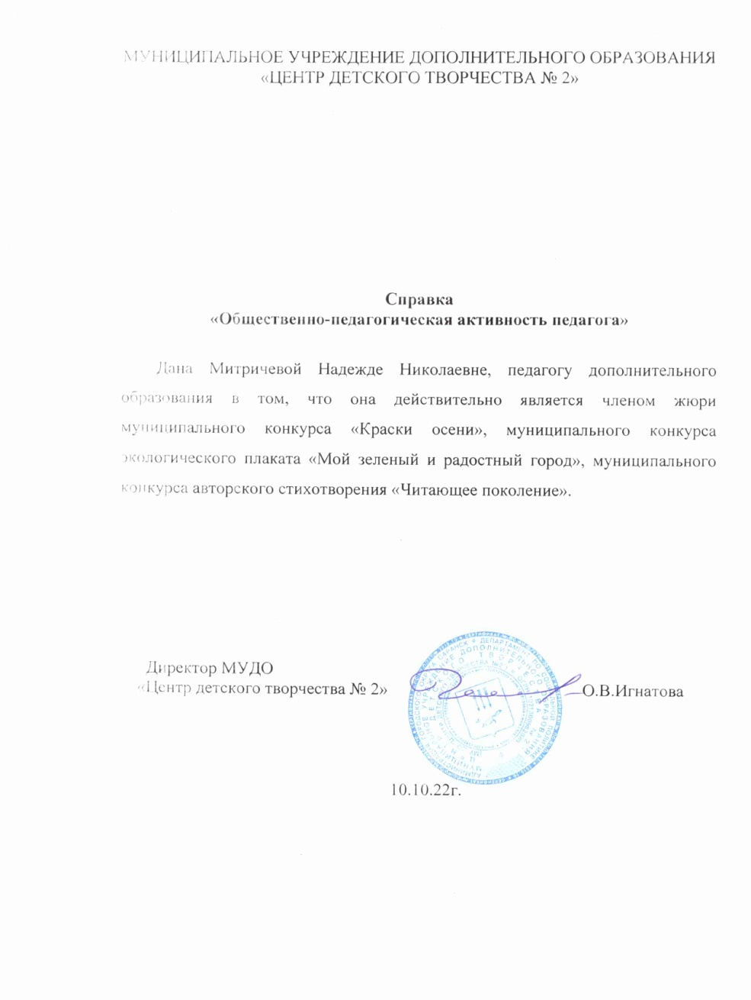 МУНИЦИПАЛЬНОЕ УЧРЕЖДЕНИЕ ДОПОЛНИТЕЛЬНОГО ОБРАЗОВАНИЯ
«ЦЕНТР ДЕТСКОГО ТВОРЧЕСТВА № 2»
Справка
«Общественно-педагогическая активность педагога»
Дана Митричевой Надежде Николаевне, педагогу дополнительного
образования в том, что она действительно является членом жюри
муниципального конкурса «Краски осени», муниципального конкурса
экологического плаката «Мой зеленый и радостный город», муниципального
конкурса авторского стихотворения «Читающее поколение».
Директор МУДО
«Центр детского творчества № 2»
О.В.Игнатова
10.10.22г.